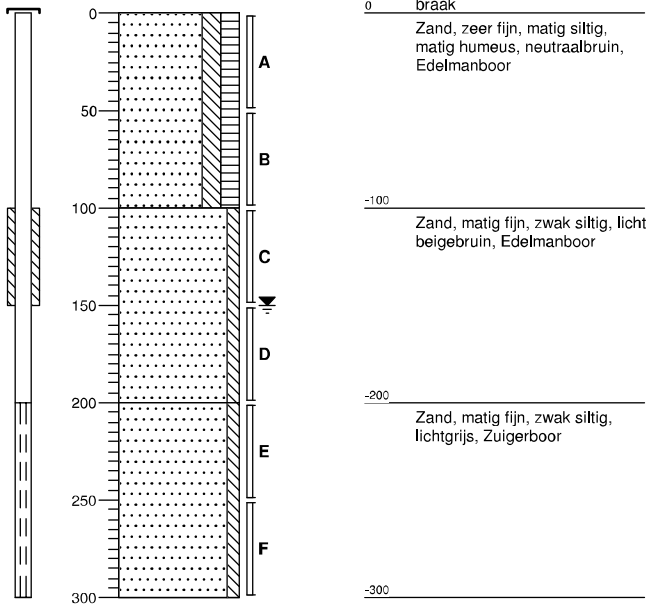 0
50
100
150
200
250
300
A
B
C
D
E
F
0
braak
Zand, zeer fijn, matig siltig,
matig humeus, neutraalbruin,
Edelmanboor
-100
Zand, matig fijn, zwak siltig, licht
beigebruin, Edelmanboor
-200
Zand, matig fijn, zwak siltig,
lichtgrijs, Zuigerboor
-300